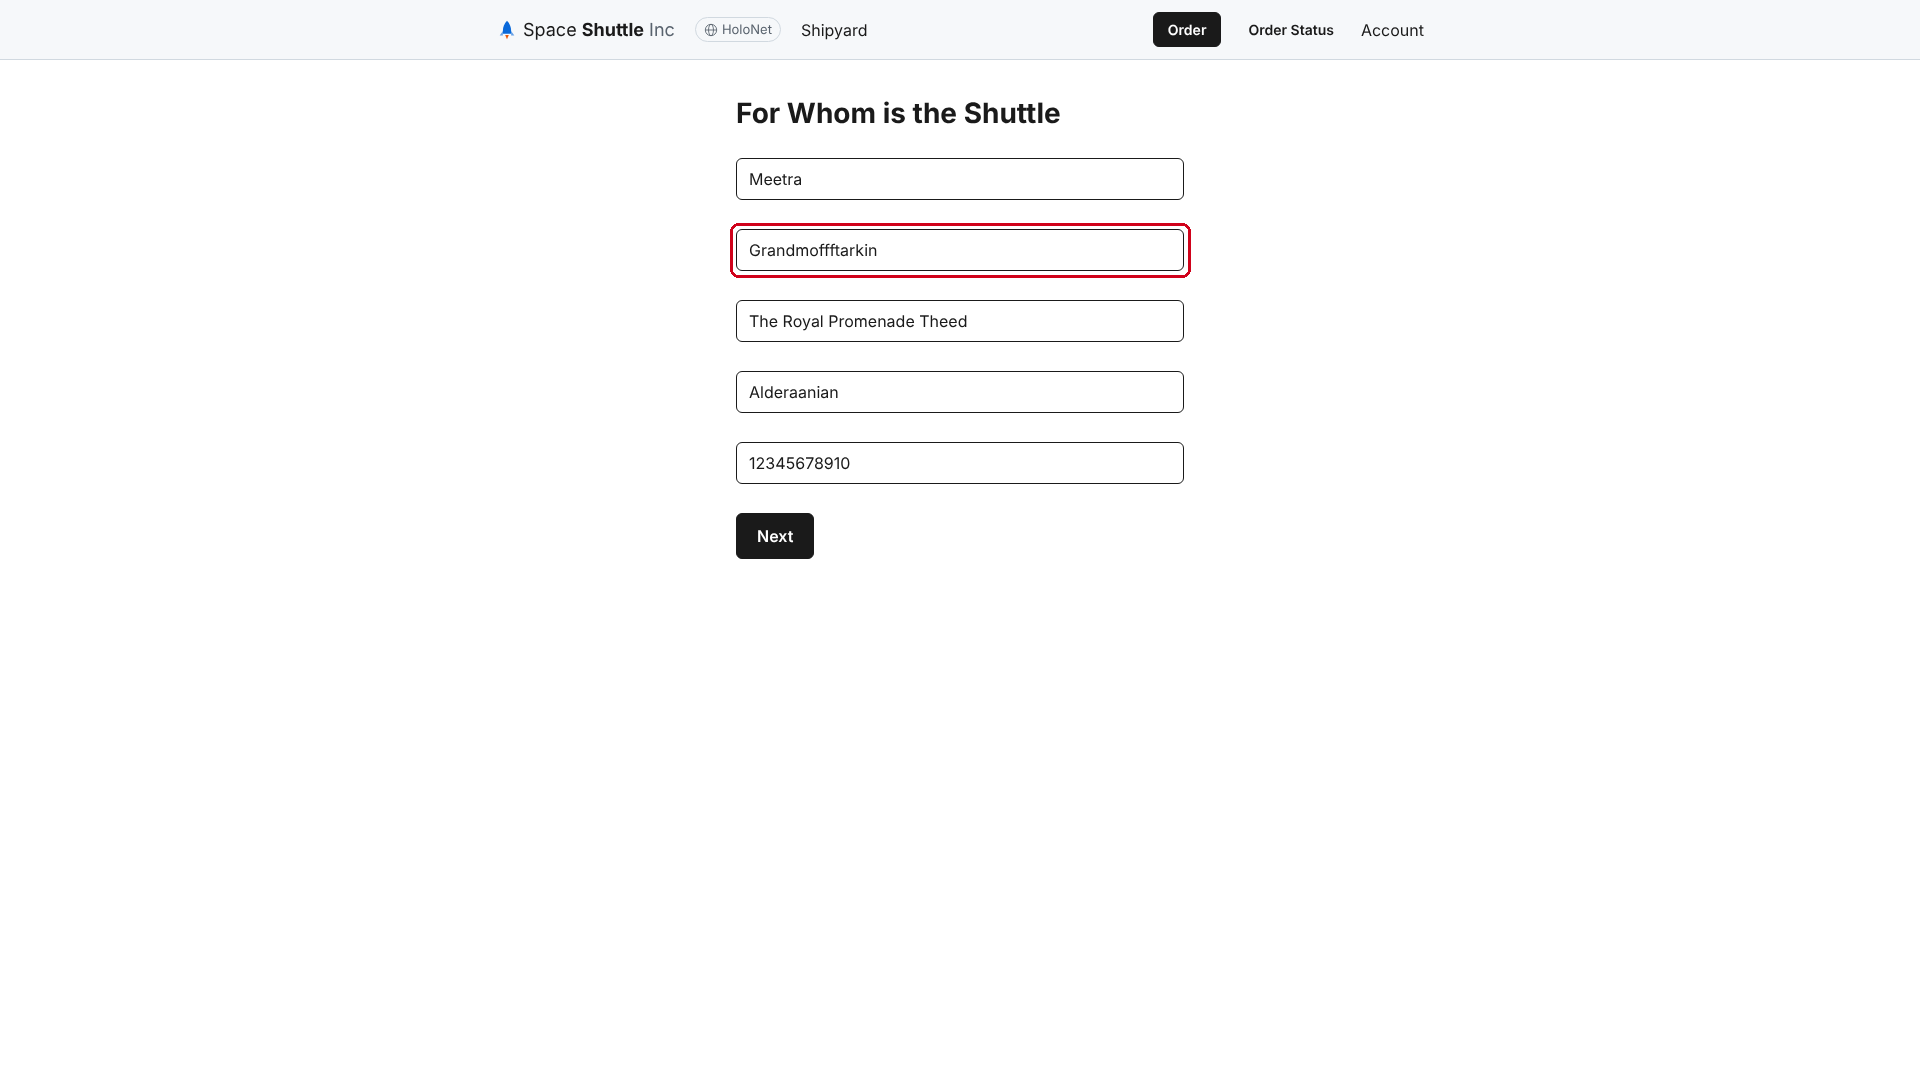 Space Shuttle Inc HoloNet Shipyard Order Order Status Account
For Whom is the Shuttle
Meetra
Grandmoffftarkin
The Royal Promenade Theed
Alderaanian
12345678910
Next